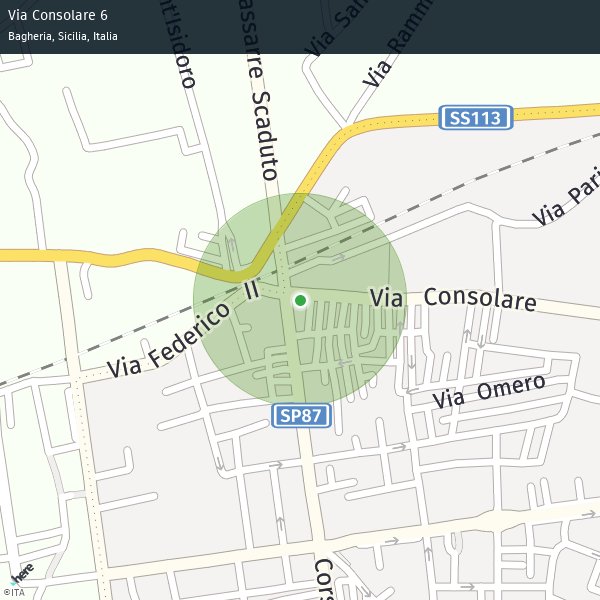 Via Consolare 6
Bagheria, Sicilia, Italia
nt'Isidoro
assarre Scaduto
Via San
Via Ramm
SS113
Via Pari
Via Federico II
Via Consolare
Via Omero
SP87
Cors
here
©ITA